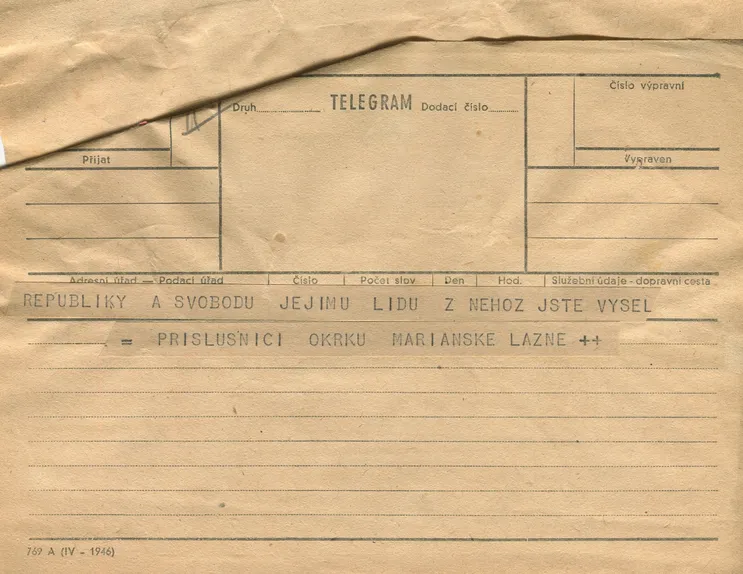 Číslo výpravní
Druh TELEGRAM Dodací číslo
Přijat
Vypraven
Adresní úřad — Podací úřad Číslo Počet slov Den Hod. Služební údaje - dopravní cesta
REPUBLIKY A SVOBODU JEJIMU LIDU Z NEHOZ JSTE VYSEL
= PRISLUSNICI OKRKU MARIANSKE LAZNE ++
769 A (IV - 1946)